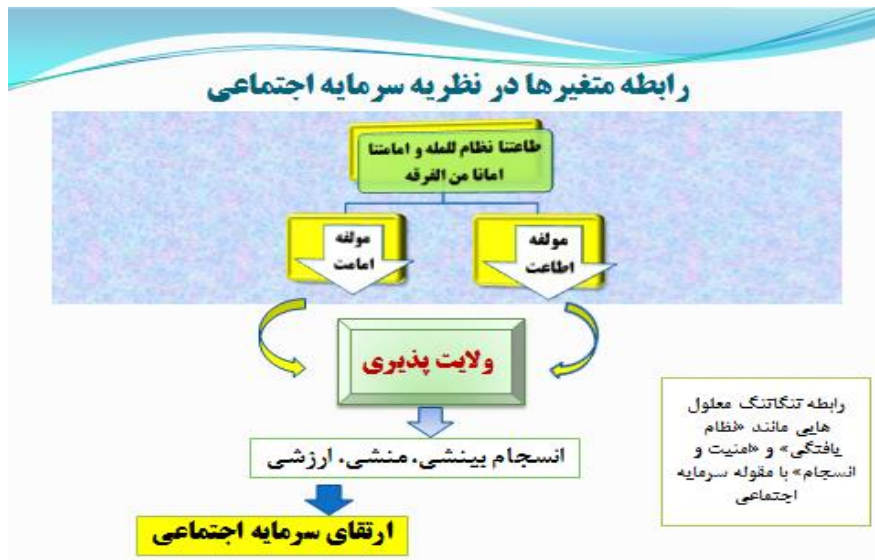 رابطه متغیرها در نظریه سرمایه اجتماعی
طاعتنا نظام للمله و امامتنا
امانا من الفرقه
مولفه
اطاعت
مولفه
امامت
ولایت پذیری
انسجام بینشی، منشی، ارزشی
ارتقای سرمایه اجتماعی
رابطه تنگاتنگ معلول
هایی مانند «نظام
یافتگی» و «امنیت و
انسجام» با مقوله سرمایه
اجتماعی